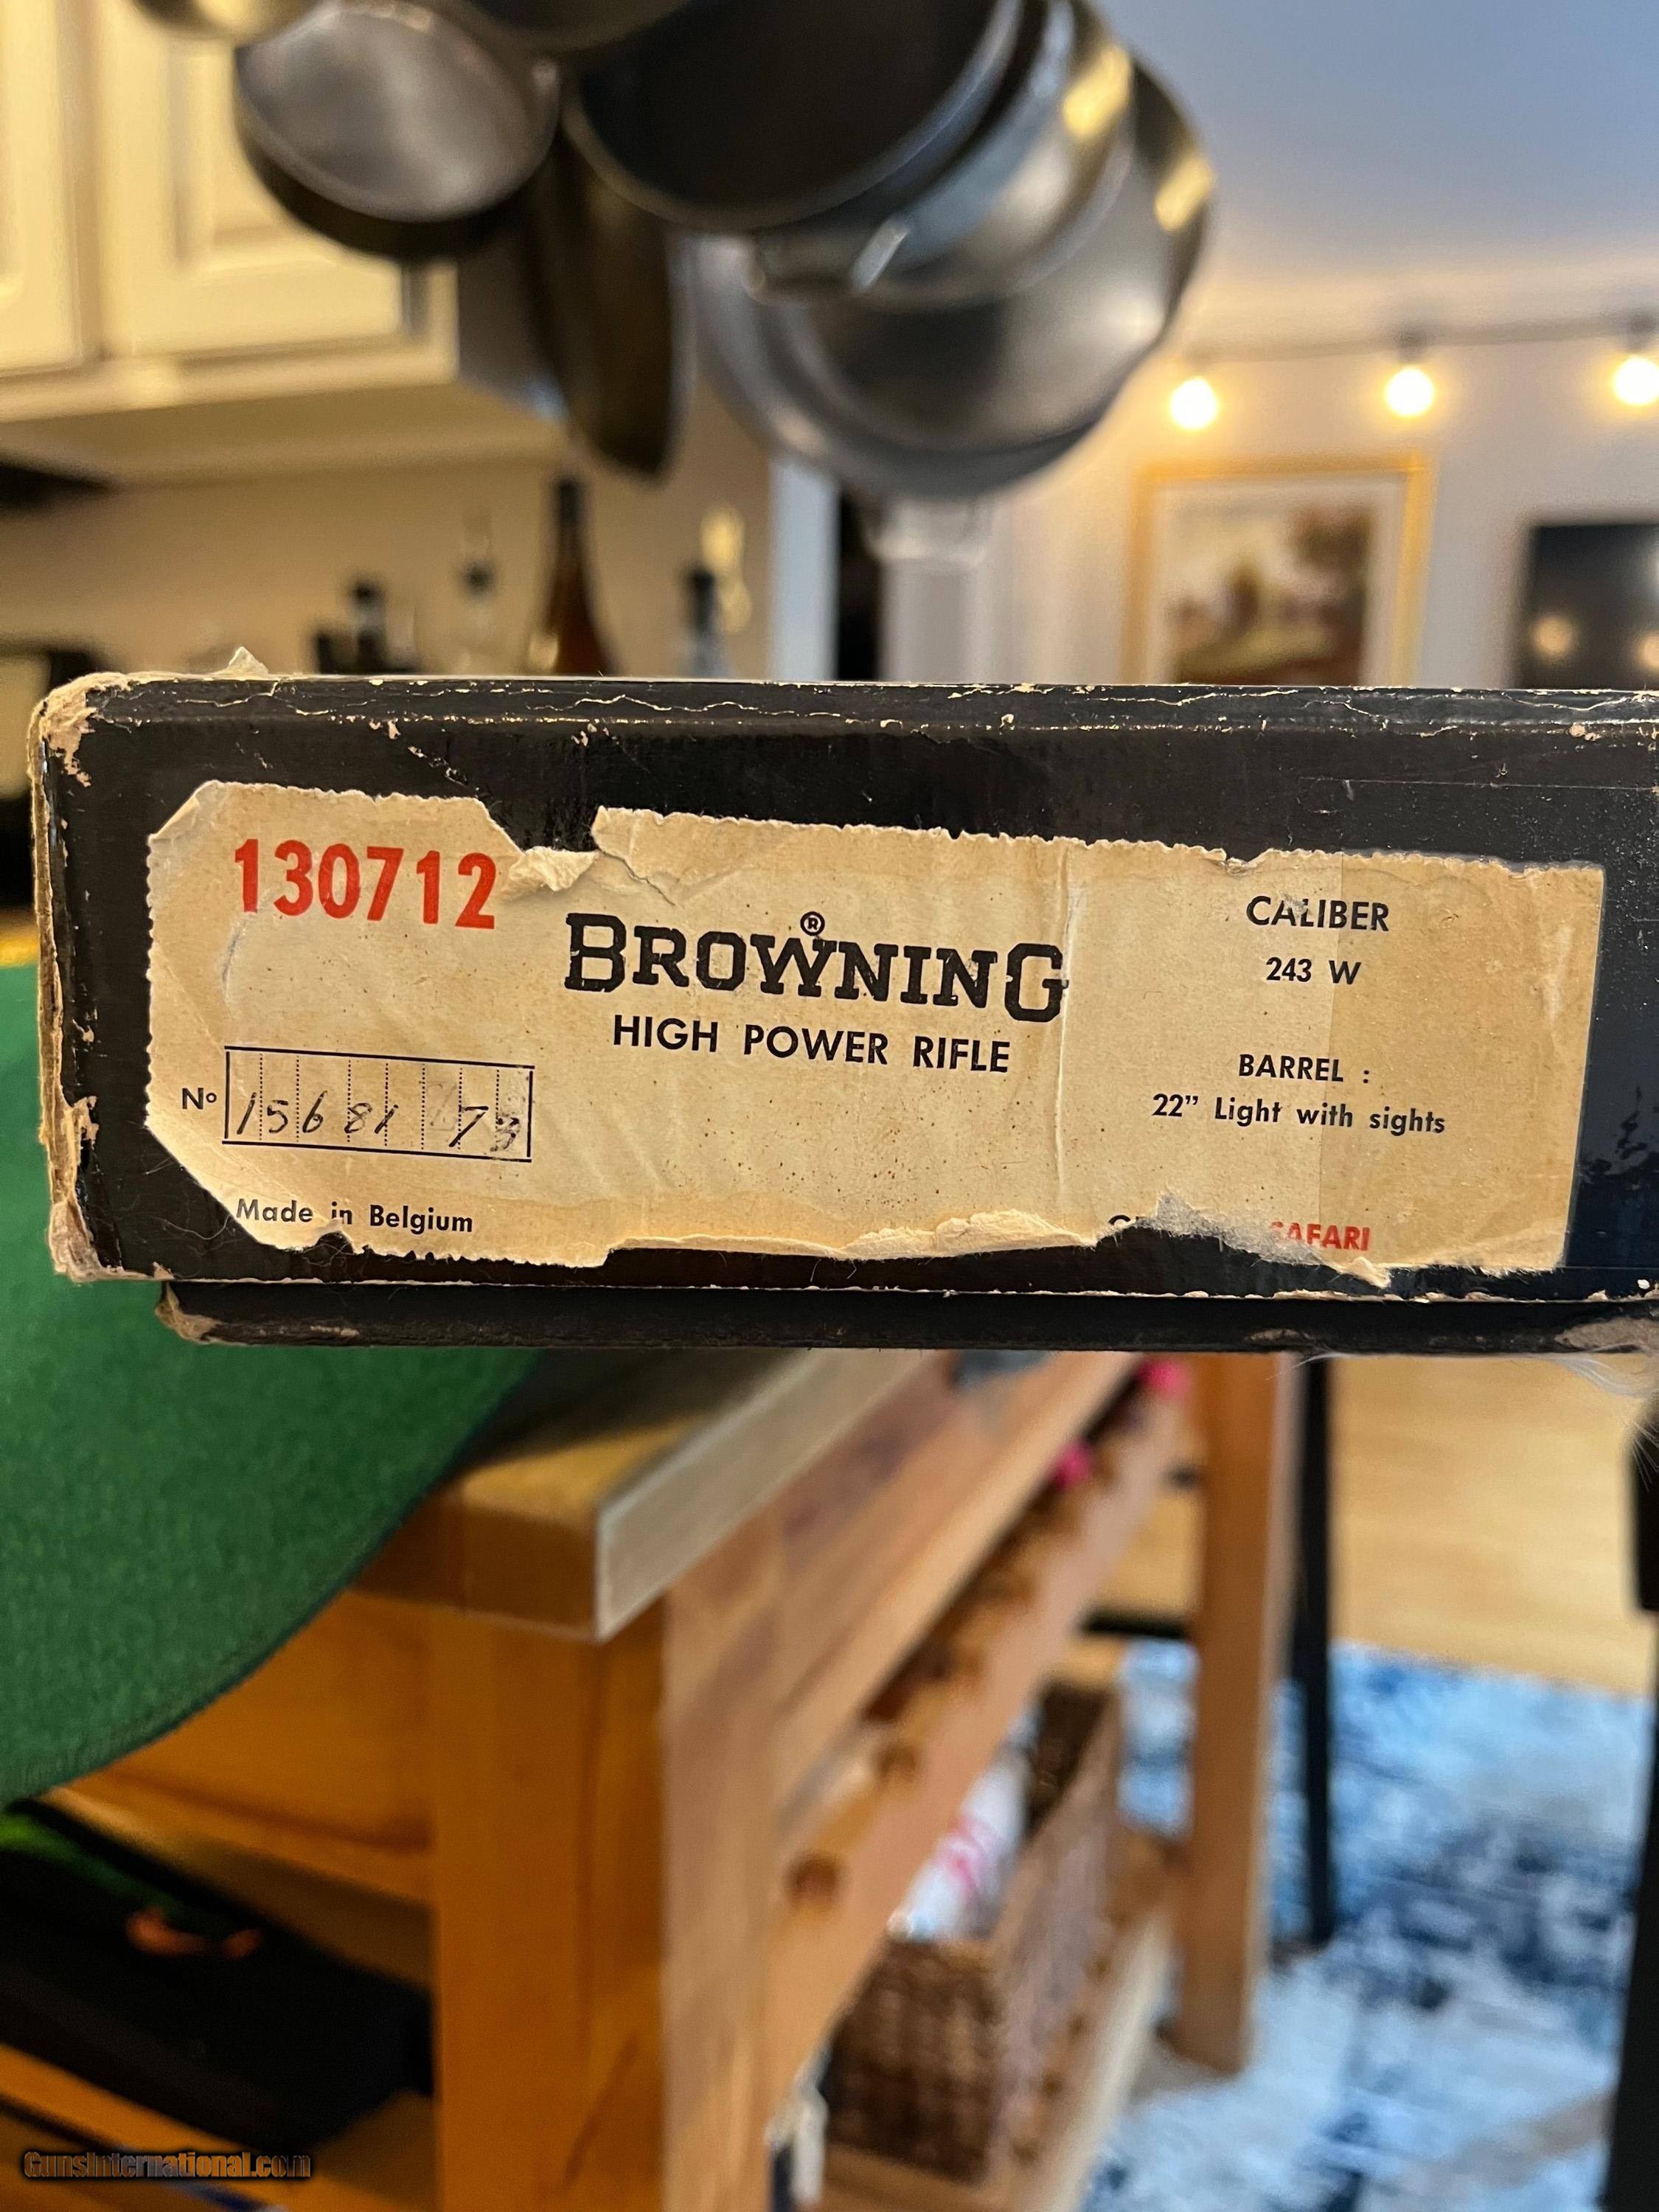 130712
BROWNING®
HIGH POWER RIFLE
CALIBER
243 W
BARREL :
22" Light with sights
Nº 15681 73
Made in Belgium
SAFARI
GunsInternational.com